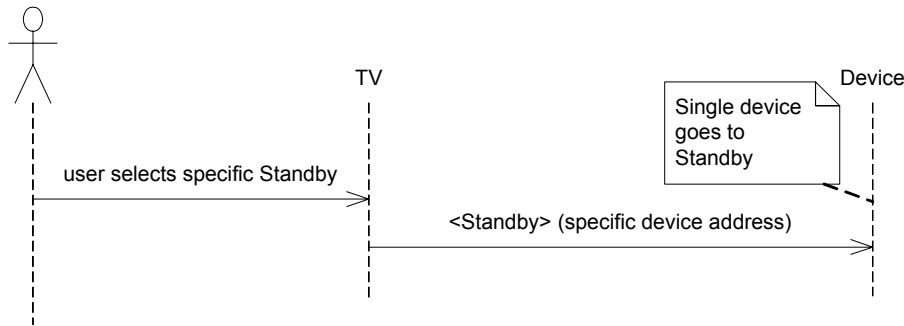 TV
Device
Single device
goes to
Standby
user selects specific Standby
<Standby> (specific device address)